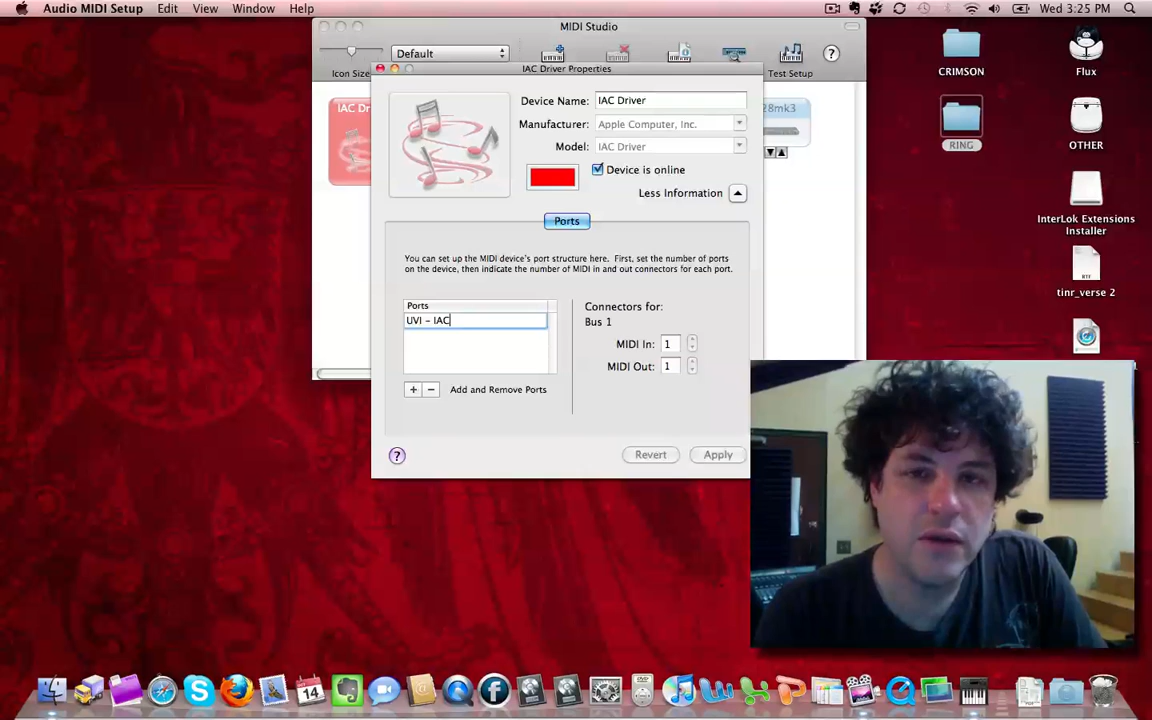 Audio MIDI Setup Edit View Window Help Wed 3:25 PM
MIDI Studio
Default
Icon Size
Test Setup
IAC Driver Properties
IAC Dr
28mk3
Device Name: IAC Driver
Manufacturer: Apple Computer, Inc.
Model: IAC Driver
Device is online
Less Information
Ports
You can set up the MIDI device's port structure here. First, set the number of ports
on the device, then indicate the number of MIDI in and out connectors for each port.
Ports
UVI - IAC
Connectors for:
Bus 1
MIDI In: 1
MIDI Out: 1
+ - Add and Remove Ports
? Revert Apply
CRIMSON
Flux
RING
OTHER
InterLok Extensions
Installer
RTF
tinr_verse 2
14